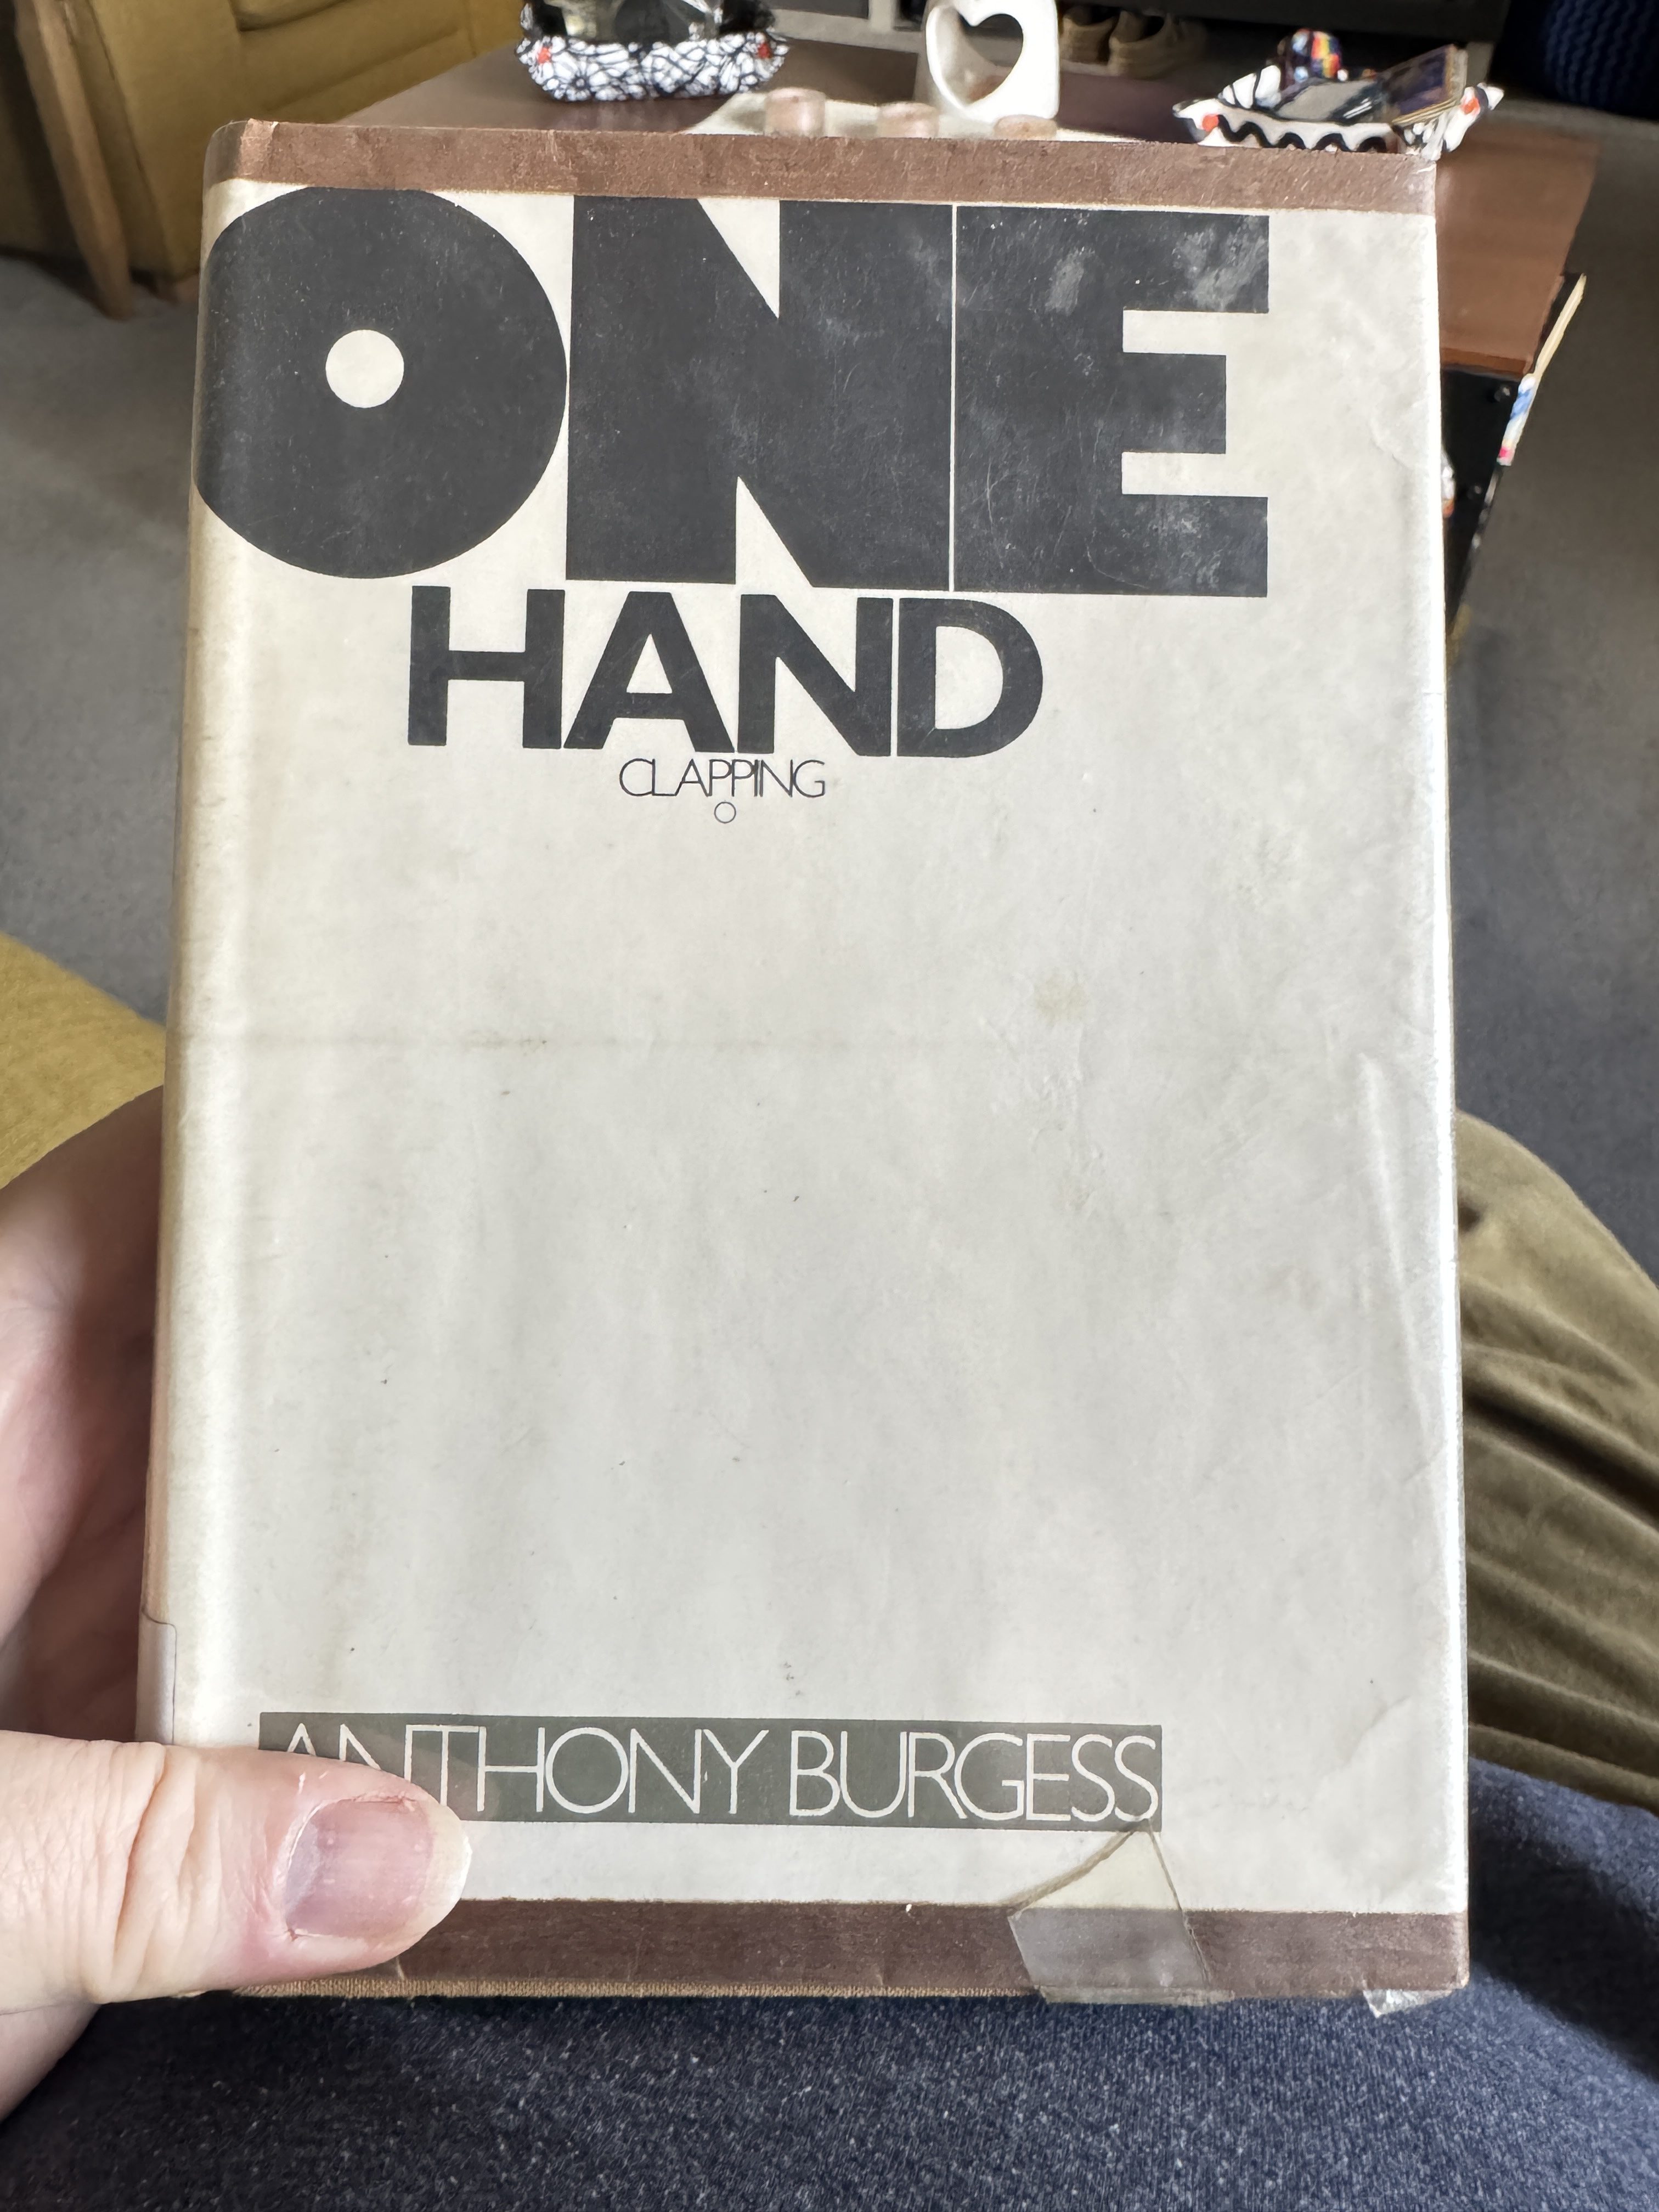 ONE
HAND
CLAPPING
ANTHONY BURGESS